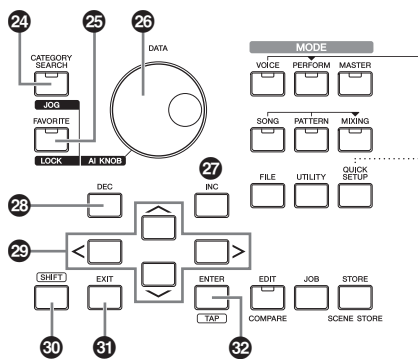 24 25 26
DATA
CATEGORY
SEARCH
JOG
FAVORITE
LOCK AI KNOB
MODE
VOICE PERFORM MASTER
SONG PATTERN MIXING
FILE UTILITY QUICK
SETUP
27
28 DEC INC
29 < >
SHIFT EXIT ENTER EDIT JOB STORE
TAP COMPARE SCENE STORE
30 31 32